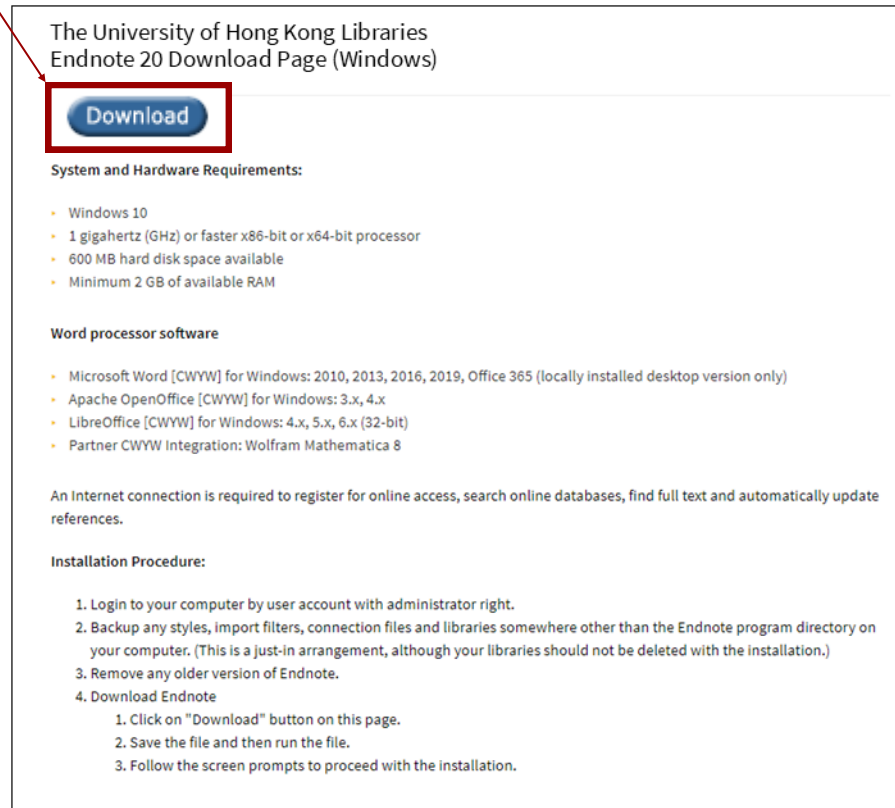 The University of Hong Kong Libraries
Endnote 20 Download Page (Windows)
Download
System and Hardware Requirements:
Windows 10
1 gigahertz (GHz) or faster x86-bit or x64-bit processor
600 MB hard disk space available
Minimum 2 GB of available RAM
Word processor software
Microsoft Word [CWYW] for Windows: 2010, 2013, 2016, 2019, Office 365 (locally installed desktop version only)
Apache OpenOffice [CWYW] for Windows: 3.x, 4.x
LibreOffice [CWYW] for Windows: 4.x, 5.x, 6.x (32-bit)
Partner CWYW Integration: Wolfram Mathematica 8
An Internet connection is required to register for online access, search online databases, find full text and automatically update
references.
Installation Procedure:
1. Login to your computer by user account with administrator right.
2. Backup any styles, import filters, connection files and libraries somewhere other than the Endnote program directory on
your computer. (This is a just-in arrangement, although your libraries should not be deleted with the installation.)
3. Remove any older version of Endnote.
4. Download Endnote
1. Click on "Download" button on this page.
2. Save the file and then run the file.
3. Follow the screen prompts to proceed with the installation.